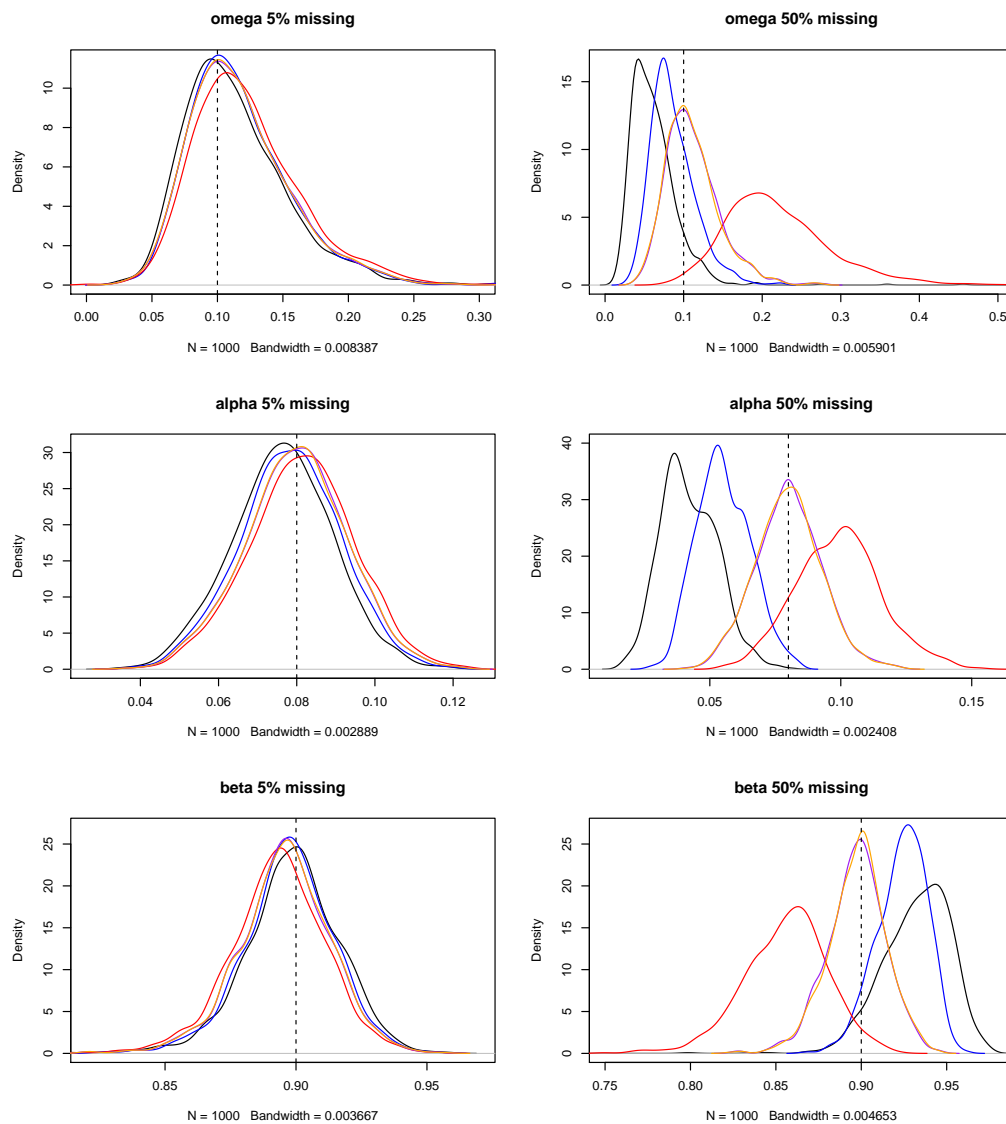 omega 5% missing
Density
0 2 4 6 8 10
0.00 0.05 0.10 0.15 0.20 0.25 0.30
N = 1000 Bandwidth = 0.008387
omega 50% missing
Density
0 5 10 15
0.0 0.1 0.2 0.3 0.4 0.5
N = 1000 Bandwidth = 0.005901
alpha 5% missing
Density
0 5 10 15 20 25 30
0.04 0.06 0.08 0.10 0.12
N = 1000 Bandwidth = 0.002889
alpha 50% missing
Density
0 10 20 30 40
0.05 0.10 0.15
N = 1000 Bandwidth = 0.002408
beta 5% missing
Density
0 5 10 15 20 25
0.85 0.90 0.95
N = 1000 Bandwidth = 0.003667
beta 50% missing
Density
0 5 10 15 20 25
0.75 0.80 0.85 0.90 0.95
N = 1000 Bandwidth = 0.004653